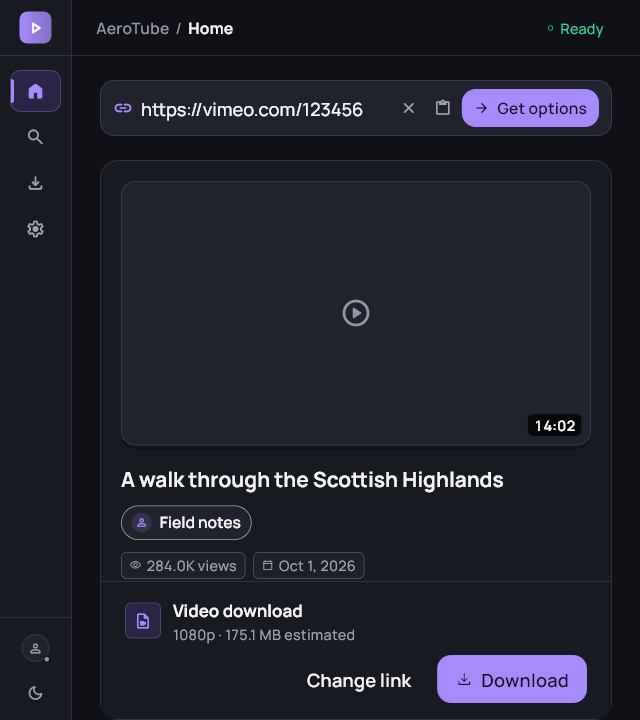 AeroTube / Home
Ready
https://vimeo.com/123456
Get options
14:02
A walk through the Scottish Highlands
Field notes
284.0K views
Oct 1, 2026
Video download
1080p · 175.1 MB estimated
Change link
Download